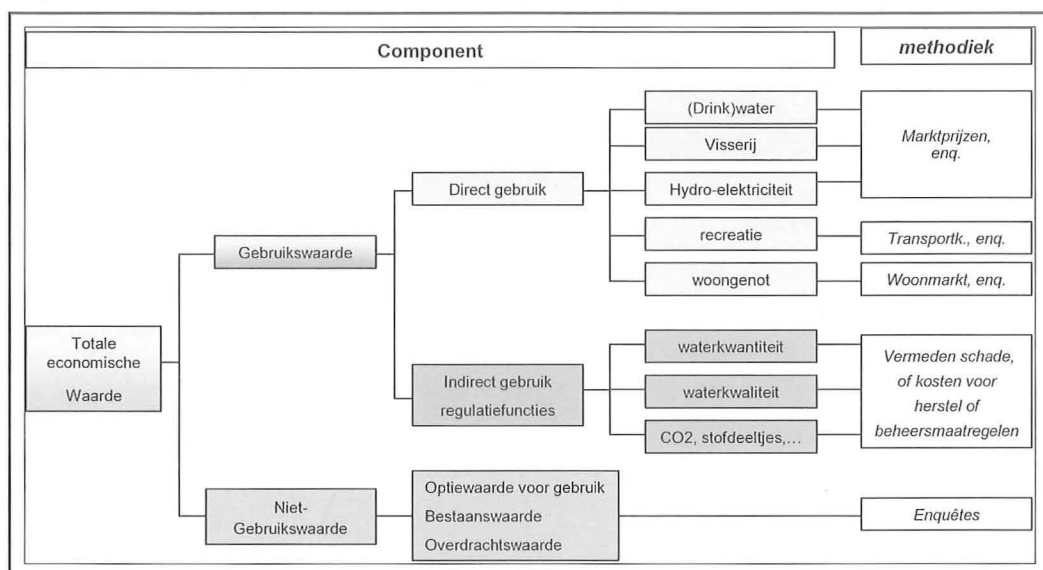 Component
methodiek
(Drink)water
Visserij
Hydro-elektriciteit
Marktprijzen,
enq.
Direct gebruik
recreatie
Transportk., enq.
Gebruikswaarde
woongenot
Woonmarkt, enq.
Totale
economische
Waarde
Indirect gebruik
regulatiefuncties
waterkwantiteit
waterkwaliteit
CO2, stofdeeltjes,...
Vermeden schade,
of kosten voor
herstel of
beheersmaatregelen
Niet-
Gebruikswaarde
Optiewaarde voor gebruik
Bestaanswaarde
Overdrachtswaarde
Enquêtes